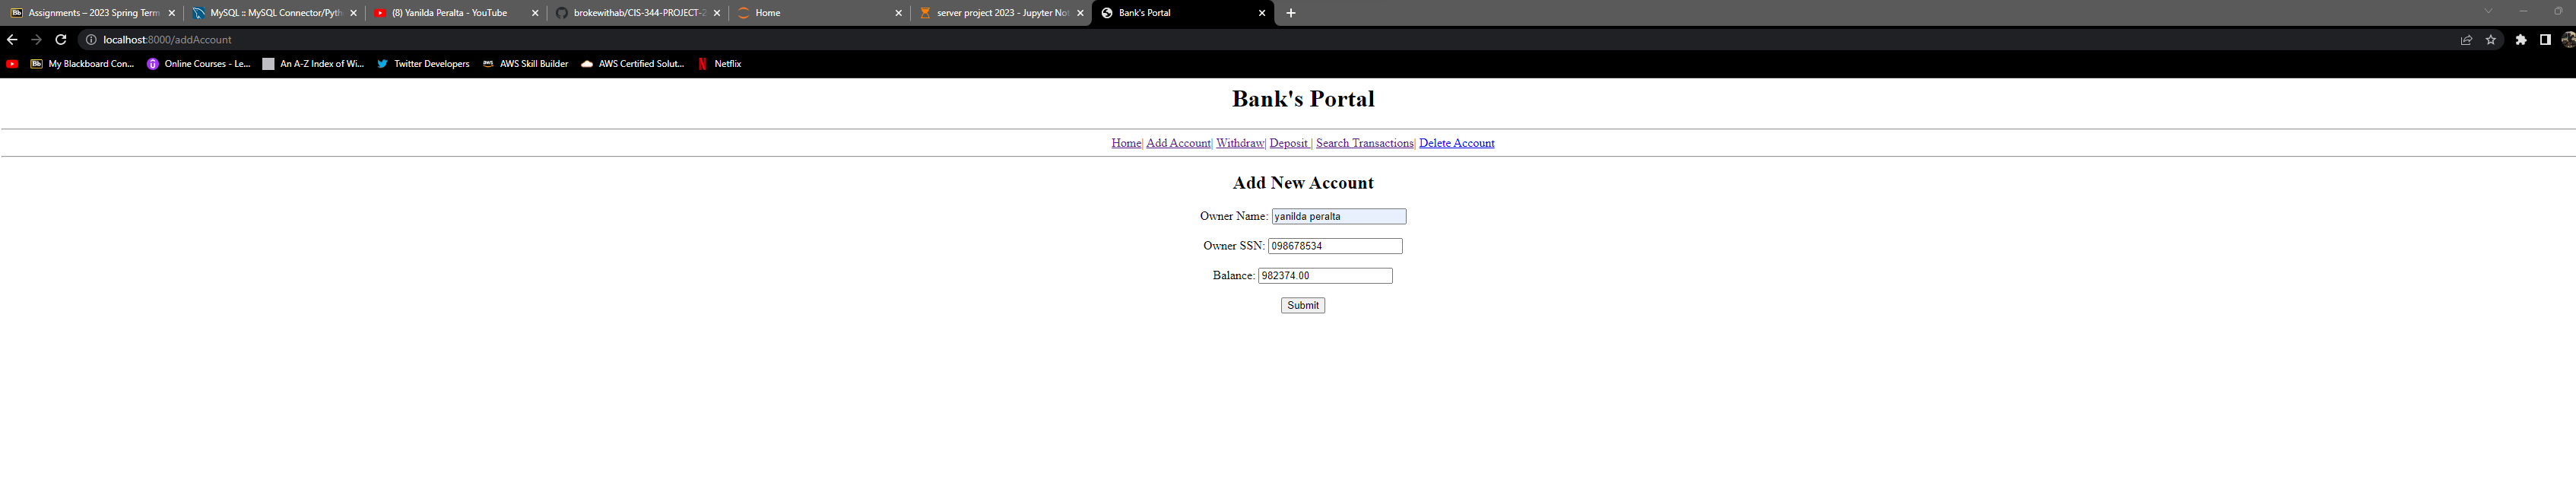 Assignments – 2023 Spring Term
MySQL :: MySQL Connector/Pyth
(8) Yanilda Peralta - YouTube
brokewithab/CIS-344-PROJECT-2
Home
server project 2023 - Jupyter Not
Bank's Portal
localhost:8000/addAccount
My Blackboard Con...
Online Courses - Le...
An A-Z Index of Wi...
Twitter Developers
AWS Skill Builder
AWS Certified Solut...
Netflix
Bank's Portal
Home| Add Account| Withdraw| Deposit | Search Transactions| Delete Account
Add New Account
Owner Name: yanilda peralta
Owner SSN: 098678534
Balance: 982374.00
Submit